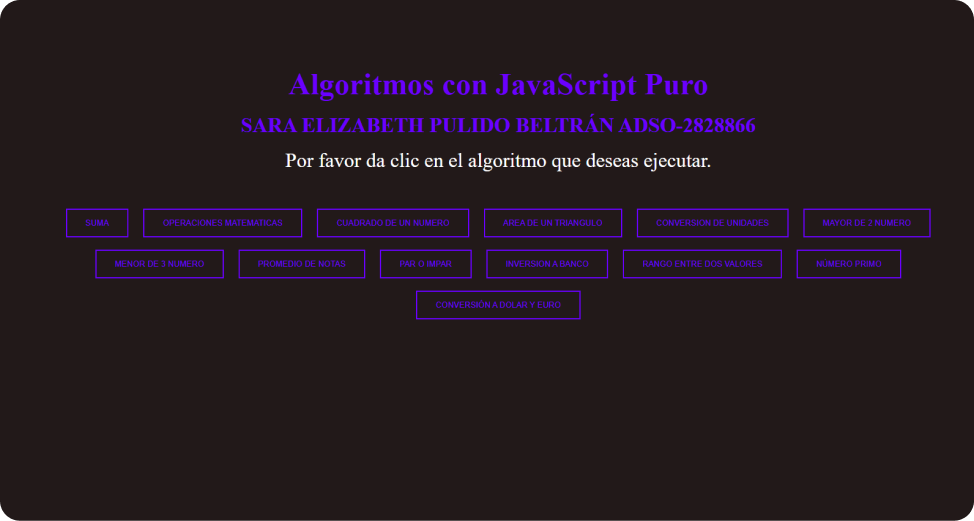 Algoritmos con JavaScript Puro
SARA ELIZABETH PULIDO BELTRÁN ADSO-2828866
Por favor da clic en el algoritmo que deseas ejecutar.
SUMA OPERACIONES MATEMATICAS CUADRADO DE UN NUMERO AREA DE UN TRIANGULO CONVERSION DE UNIDADES MAYOR DE 2 NUMERO
MENOR DE 3 NUMERO PROMEDIO DE NOTAS PAR O IMPAR INVERSION A BANCO RANGO ENTRE DOS VALORES NÚMERO PRIMO
CONVERSIÓN A DOLAR Y EURO